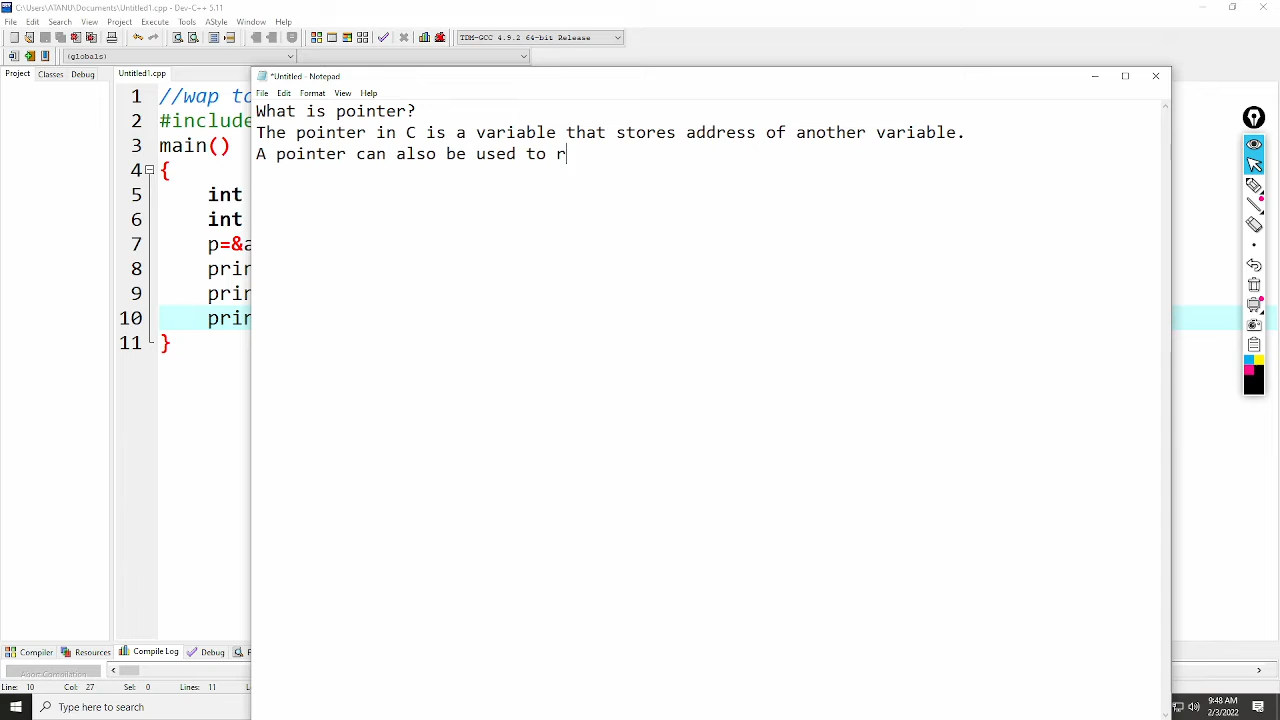 C:\Users\ATANU\Documents\Untitled1.cpp - Dev-C++ 5.11
File Edit Search View Project Execute Tools AStyle Window Help
TDM-GCC 4.9.2 64-bit Release
(globals)
Project Classes Debug
Untitled1.cpp
*Untitled - Notepad
File Edit Format View Help
What is pointer?
The pointer in C is a variable that stores address of another variable.
A pointer can also be used to r
1 //wap to
2 #include
3 main()
4 {
5 int
6 int
7 p=&a
8 prin
9 prin
10 prin
11 }
Compiler Resources Compile Log Debug
Abort Compilation
Line: 10 Col: 27 Sel: 0 Lines: 11
Type here to search
9:48 AM
2/3/2022